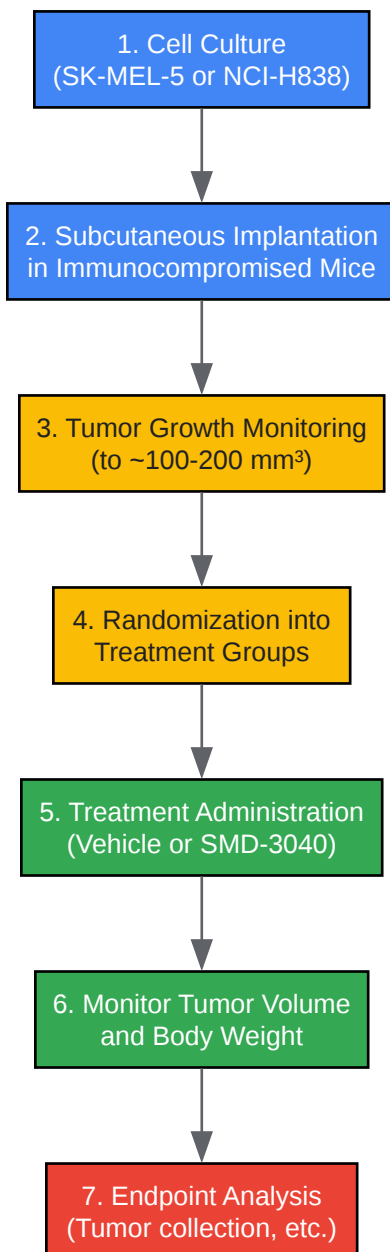 1. Cell Culture
(SK-MEL-5 or NCI-H838)
2. Subcutaneous Implantation
in Immunocompromised Mice
3. Tumor Growth Monitoring
(to ~100-200 mm³)
4. Randomization into
Treatment Groups
5. Treatment Administration
(Vehicle or SMD-3040)
6. Monitor Tumor Volume
and Body Weight
7. Endpoint Analysis
(Tumor collection, etc.)